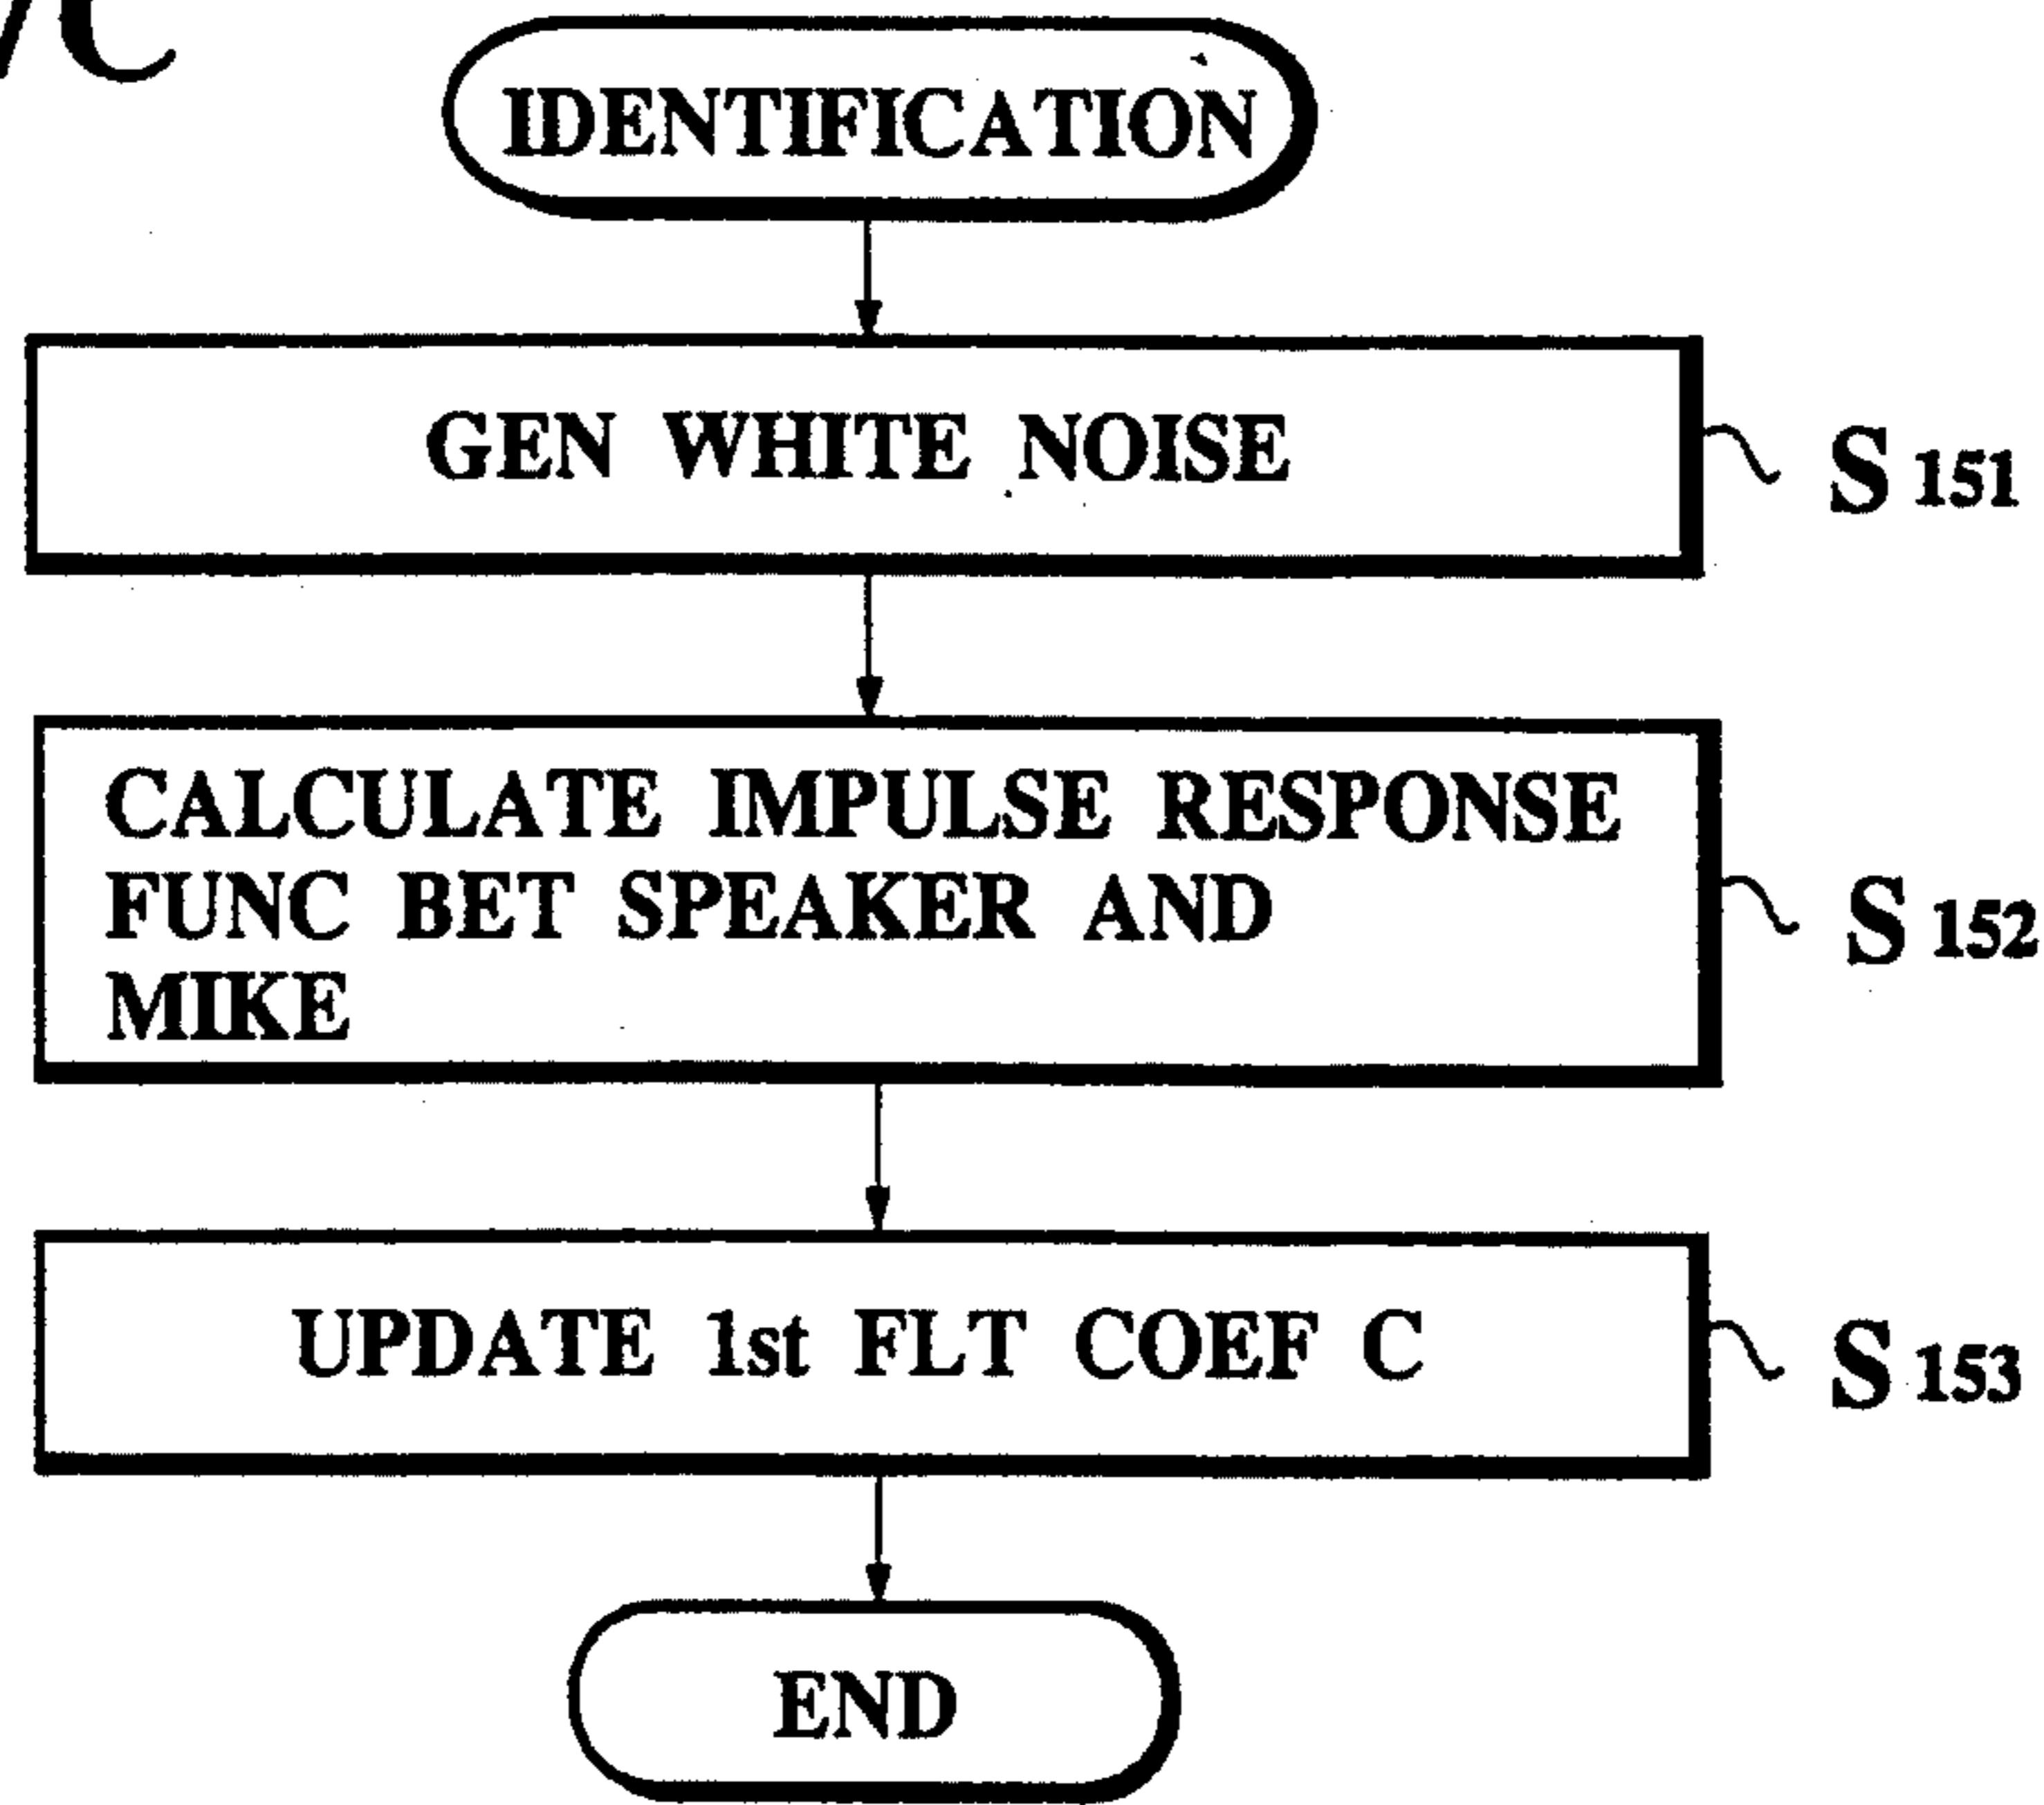 IDENTIFICATION
GEN WHITE NOISE
S 151
CALCULATE IMPULSE RESPONSE
FUNC BET SPEAKER AND
MIKE
S 152
UPDATE 1st FLT COEF C
S 153
END